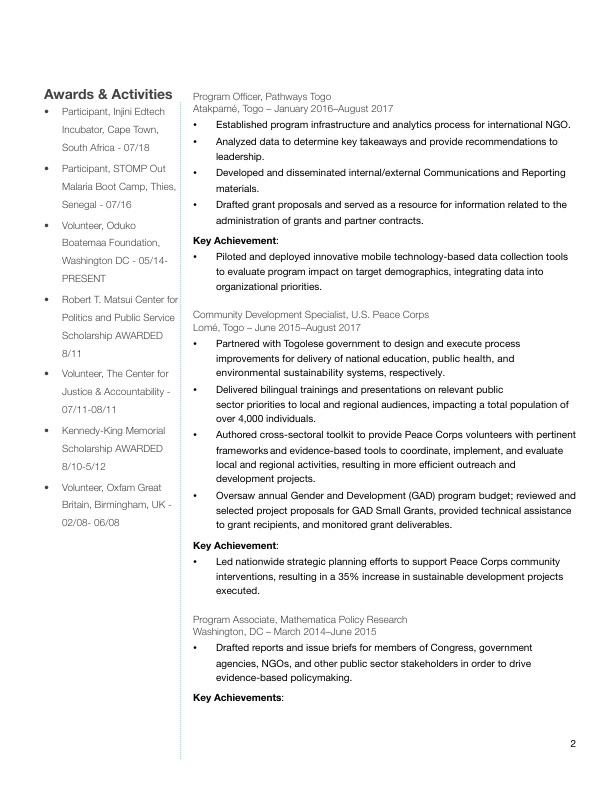 Awards & Activities
• Participant, Injini Edtech
Incubator, Cape Town,
South Africa - 07/18
• Participant, STOMP Out
Malaria Boot Camp, Thies,
Senegal - 07/16
• Volunteer, Oduko
Boatemaa Foundation,
Washington DC - 05/14-
PRESENT
• Robert T. Matsui Center for
Politics and Public Service
Scholarship AWARDED
8/11
• Volunteer, The Center for
Justice & Accountability -
07/11-08/11
• Kennedy-King Memorial
Scholarship AWARDED
8/10-5/12
• Volunteer, Oxfam Great
Britain, Birmingham, UK -
02/08- 06/08
Program Officer, Pathways Togo
Atakpamé, Togo – January 2016–August 2017
• Established program infrastructure and analytics process for international NGO.
• Analyzed data to determine key takeaways and provide recommendations to
leadership.
• Developed and disseminated internal/external Communications and Reporting
materials.
• Drafted grant proposals and served as a resource for information related to the
administration of grants and partner contracts.
Key Achievement:
• Piloted and deployed innovative mobile technology-based data collection tools
to evaluate program impact on target demographics, integrating data into
organizational priorities.
Community Development Specialist, U.S. Peace Corps
Lomé, Togo – June 2015–August 2017
• Partnered with Togolese government to design and execute process
improvements for delivery of national education, public health, and
environmental sustainability systems, respectively.
• Delivered bilingual trainings and presentations on relevant public
sector priorities to local and regional audiences, impacting a total population of
over 4,000 individuals.
• Authored cross-sectoral toolkit to provide Peace Corps volunteers with pertinent
frameworks and evidence-based tools to coordinate, implement, and evaluate
local and regional activities, resulting in more efficient outreach and
development projects.
• Oversaw annual Gender and Development (GAD) program budget; reviewed and
selected project proposals for GAD Small Grants, provided technical assistance
to grant recipients, and monitored grant deliverables.
Key Achievement:
• Led nationwide strategic planning efforts to support Peace Corps community
interventions, resulting in a 35% increase in sustainable development projects
executed.
Program Associate, Mathematica Policy Research
Washington, DC – March 2014–June 2015
• Drafted reports and issue briefs for members of Congress, government
agencies, NGOs, and other public sector stakeholders in order to drive
evidence-based policymaking.
Key Achievements:
2